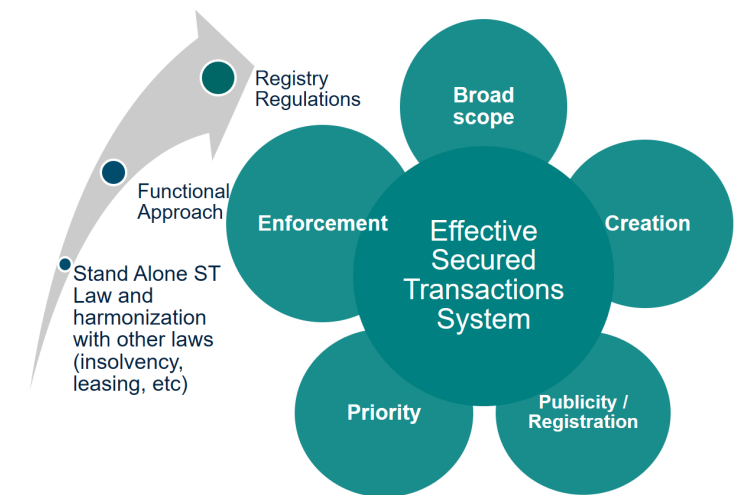 Registry
Regulations
Functional
Approach
Stand Alone ST
Law and
harmonization
with other laws
(insolvency,
leasing, etc)
Broad
scope
Enforcement
Effective
Secured
Transactions
System
Creation
Priority
Publicity /
Registration